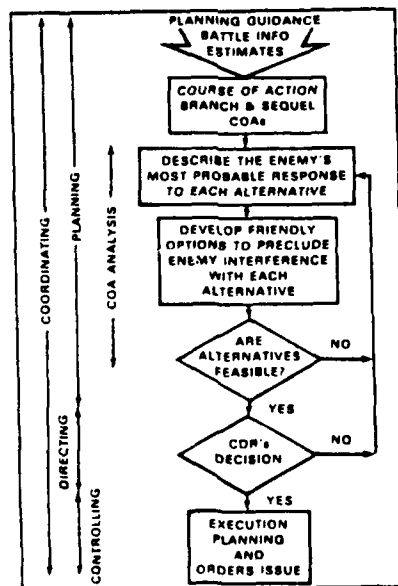 PLANNING GUIDANCE
BATTLE INFO
ESTIMATES
COURSE OF ACTION
BRANCH & SEQUEL
COAs
DESCRIBE THE ENEMY'S
MOST PROBABLE RESPONSE
TO EACH ALTERNATIVE
DEVELOP FRIENDLY
OPTIONS TO PRECLUDE
ENEMY INTERFERENCE
WITH EACH
ALTERNATIVE
ARE
ALTERNATIVES
FEASIBLE?
NO
YES
CDR's
DECISION
NO
YES
EXECUTION
PLANNING
AND
ORDERS ISSUE
COORDINATING
PLANNING
COA ANALYSIS
DIRECTING
CONTROLLING